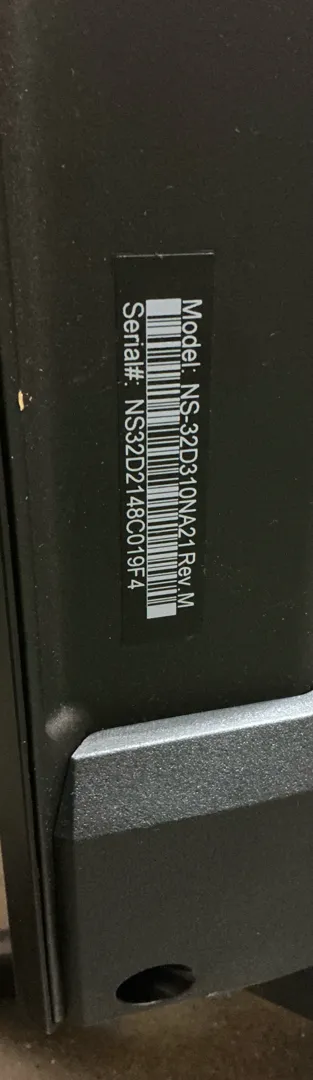 Model: NS-32D310NA21 Rev.M
Serial#: NS32D2148C019F4